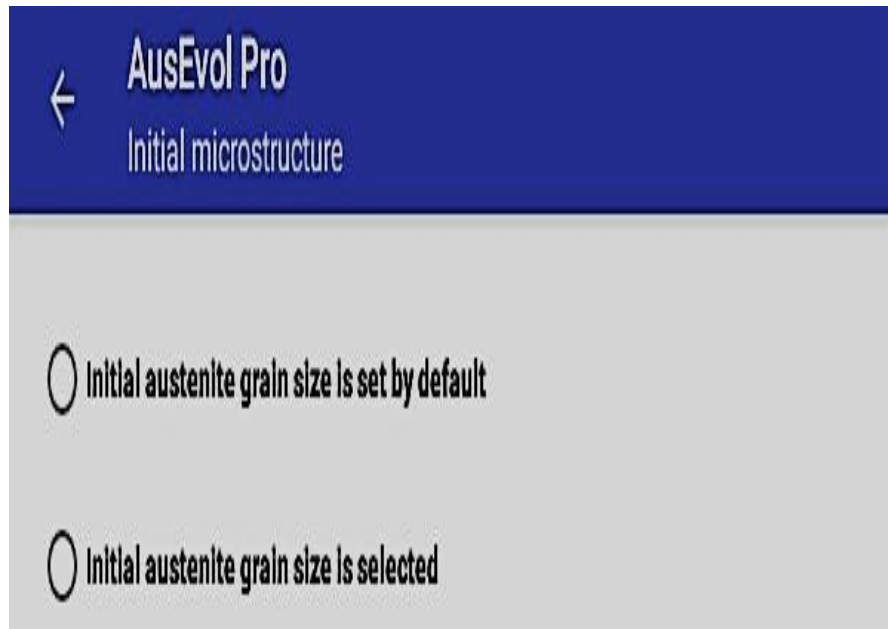 AusEvol Pro
Initial microstructure
Initial austenite grain size is set by default
Initial austenite grain size is selected